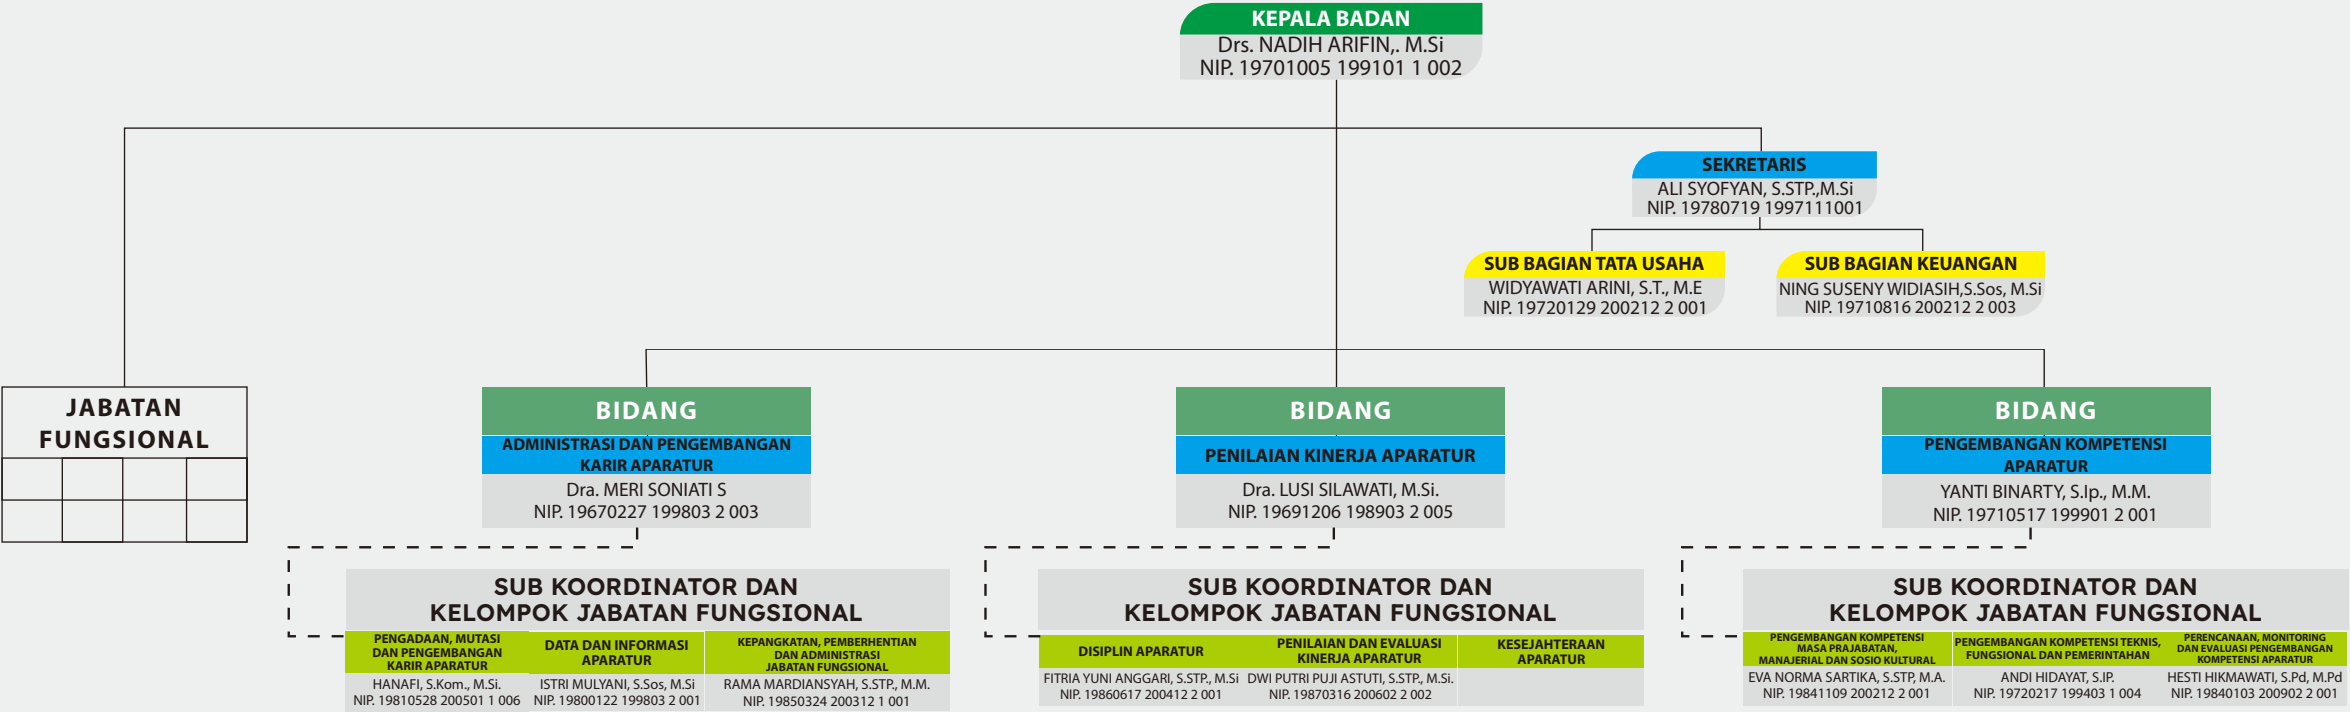 KEPALA BADAN
Drs. NADIH ARIFIN,. M.Si
NIP. 19701005 199101 1 002
SEKRETARIS
ALI SYOFYAN, S.STP.,M.Si
NIP. 19780719 1997111001
SUB BAGIAN TATA USAHA
WIDYAWATI ARINI, S.T., M.E
NIP. 19720129 200212 2 001
SUB BAGIAN KEUANGAN
NING SUSENY WIDIASIH,S.Sos, M.Si
NIP. 19710816 200212 2 003
JABATAN
FUNGSIONAL
BIDANG
ADMINISTRASI DAN PENGEMBANGAN
KARIR APARATUR
Dra. MERI SONIATI S
NIP. 19670227 199803 2 003
BIDANG
PENILAIAN KINERJA APARATUR
Dra. LUSI SILAWATI, M.Si.
NIP. 19691206 198903 2 005
BIDANG
PENGEMBANGAN KOMPETENSI
APARATUR
YANTI BINARTY, S.Ip., M.M.
NIP. 19710517 199901 2 001
SUB KOORDINATOR DAN
KELOMPOK JABATAN FUNGSIONAL
PENGADAAN, MUTASI
DAN PENGEMBANGAN
KARIR APARATUR
HANAFI, S.Kom., M.Si.
NIP. 19810528 200501 1 006
DATA DAN INFORMASI
APARATUR
ISTRI MULYANI, S.Sos, M.Si
NIP. 19800122 199803 2 001
KEPANGKATAN, PEMBERHENTIAN
DAN ADMINISTRASI
JABATAN FUNGSIONAL
RAMA MARDIANSYAH, S.STP., M.M.
NIP. 19850324 200312 1 001
SUB KOORDINATOR DAN
KELOMPOK JABATAN FUNGSIONAL
DISIPLIN APARATUR
FITRIA YUNI ANGGARI, S.STP., M.Si
NIP. 19860617 200412 2 001
PENILAIAN DAN EVALUASI
KINERJA APARATUR
DWI PUTRI PUJI ASTUTI, S.STP., M.Si.
NIP. 19870316 200602 2 002
KESEJAHTERAAN
APARATUR
SUB KOORDINATOR DAN
KELOMPOK JABATAN FUNGSIONAL
PENGEMBANGAN KOMPETENSI
MASA PRAJABATAN,
MANAJERIAL DAN SOSIO KULTURAL
EVA NORMA SARTIKA, S.STP, M.A.
NIP. 19841109 200212 2 001
PENGEMBANGAN KOMPETENSI TEKNIS,
FUNGSIONAL DAN PEMERINTAHAN
ANDI HIDAYAT, S.IP.
NIP. 19720217 199403 1 004
PERENCANAAN, MONITORING
DAN EVALUASI PENGEMBANGAN
KOMPETENSI APARATUR
HESTI HIKMAWATI, S.Pd, M.Pd
NIP. 19840103 200902 2 001